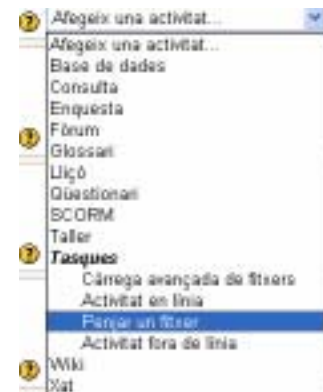 Afegeix una activitat...
Afegeix una activitat...
Base de dades
Consulta
Enquesta
Fòrum
Glossari
Lliçó
Qüestionari
SCORM
Taller
Tasques
Càrrega avançada de fitxers
Activitat en línia
Penjar un fitxer
Activitat fora de línia
Wiki
Xat